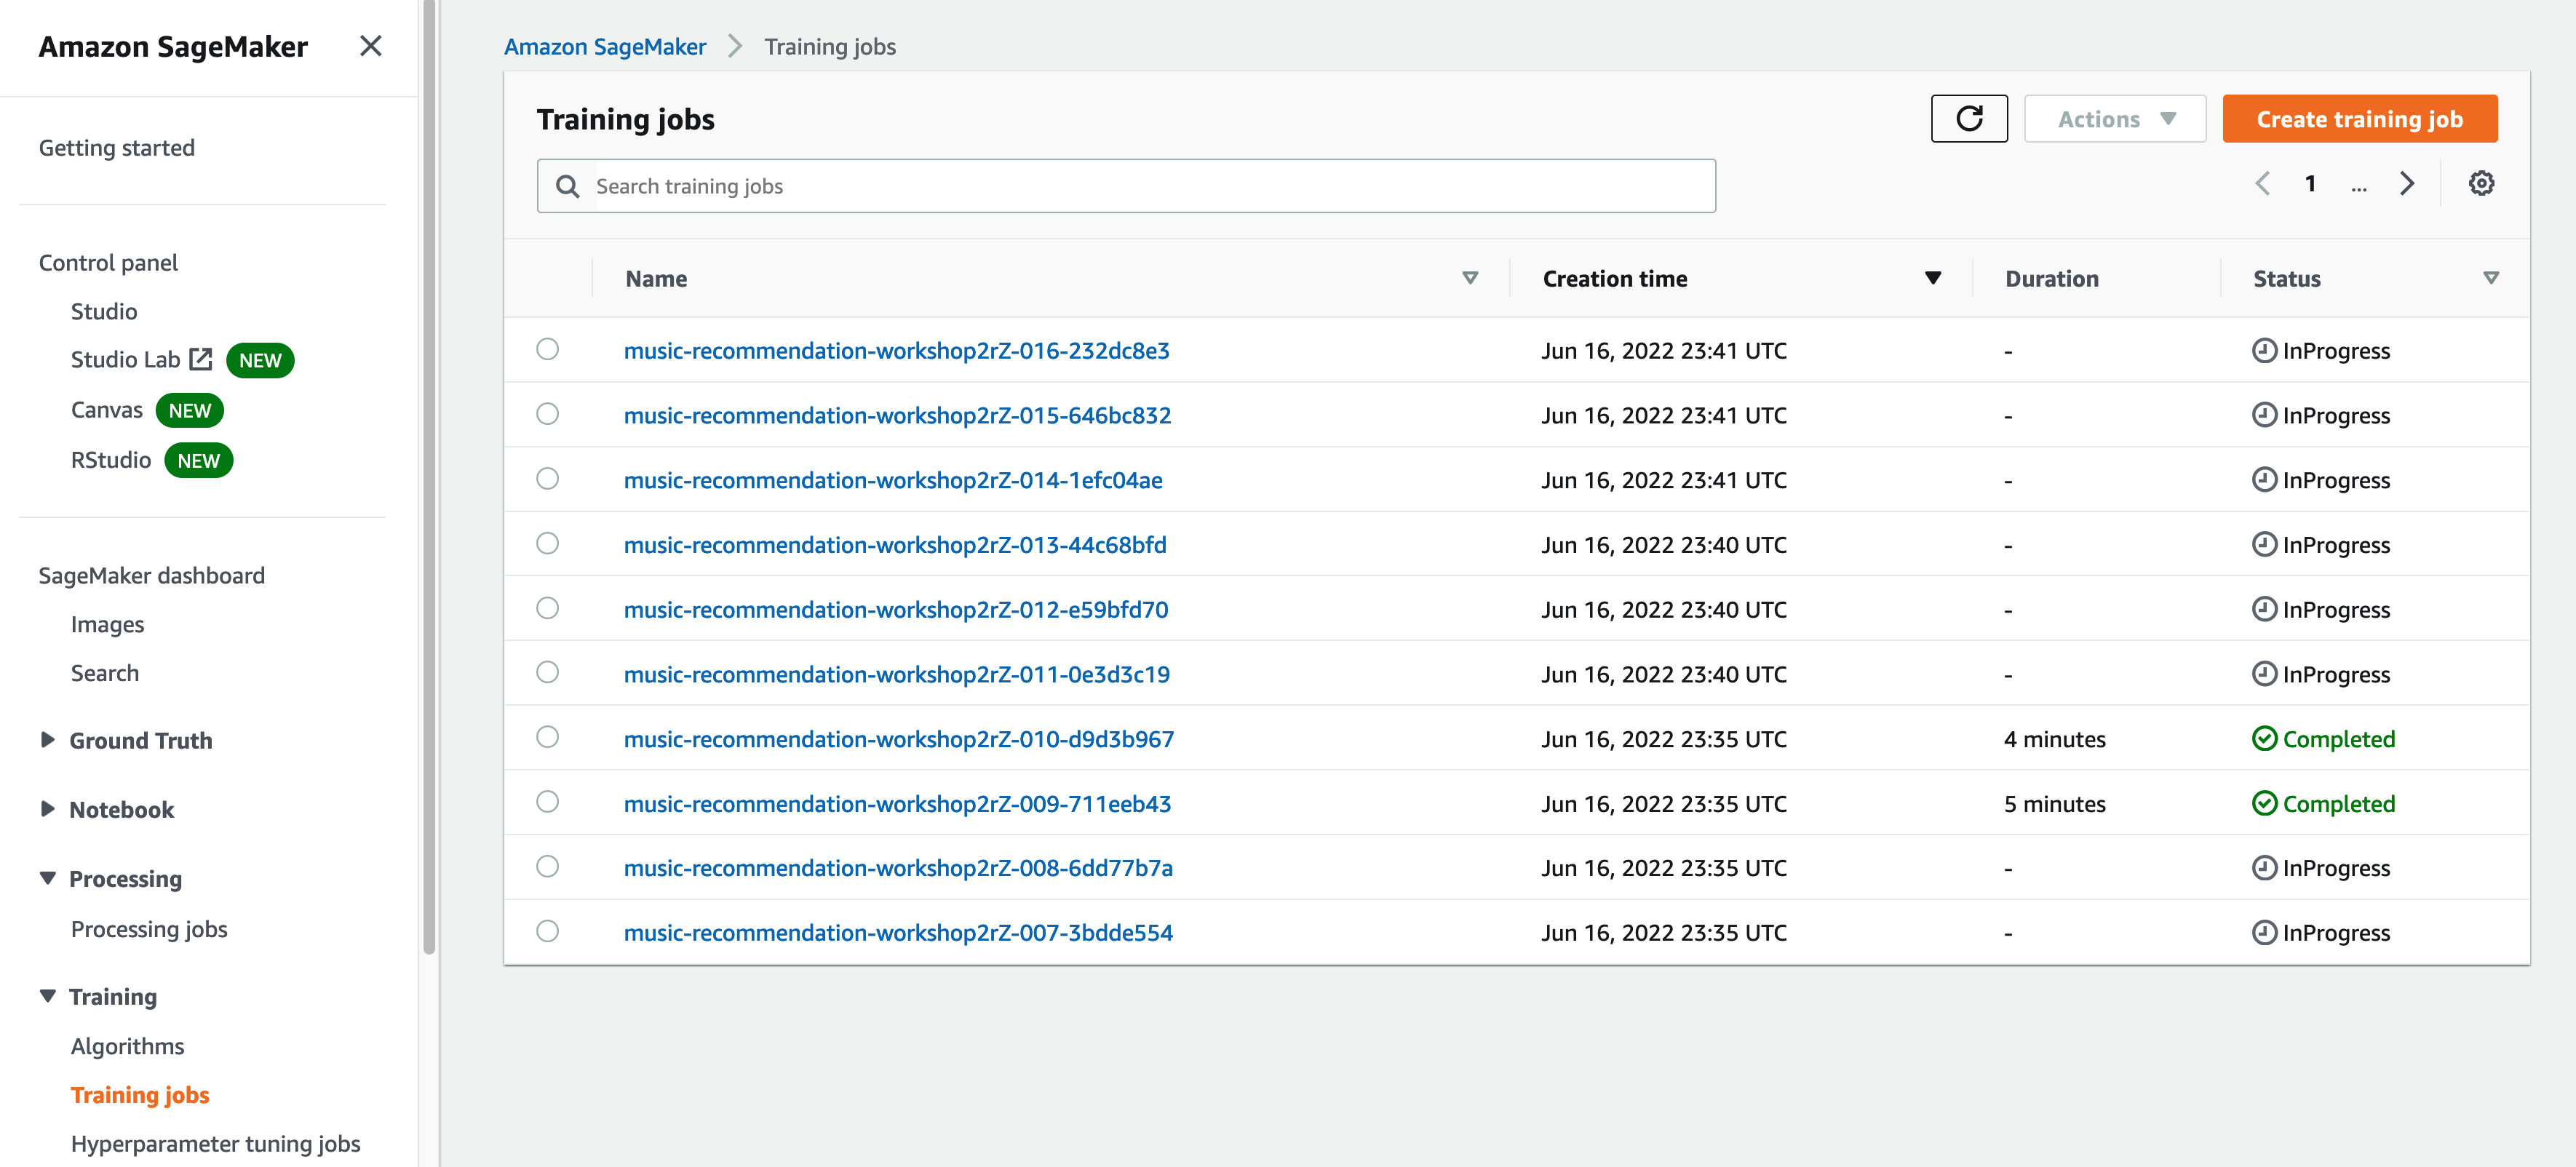 Amazon SageMaker
Getting started
Control panel
Studio
Studio Lab NEW
Canvas NEW
RStudio NEW
SageMaker dashboard
Images
Search
Ground Truth
Notebook
Processing
Processing jobs
Training
Algorithms
Training jobs
Hyperparameter tuning jobs
Amazon SageMaker Training jobs
Training jobs
Actions Create training job
Search training jobs
1 ...
Name Creation time Duration Status
music-recommendation-workshop2rZ-016-232dc8e3 Jun 16, 2022 23:41 UTC - InProgress
music-recommendation-workshop2rZ-015-646bc832 Jun 16, 2022 23:41 UTC - InProgress
music-recommendation-workshop2rZ-014-1efc04ae Jun 16, 2022 23:41 UTC - InProgress
music-recommendation-workshop2rZ-013-44c68bfd Jun 16, 2022 23:40 UTC - InProgress
music-recommendation-workshop2rZ-012-e59bfd70 Jun 16, 2022 23:40 UTC - InProgress
music-recommendation-workshop2rZ-011-0e3d3c19 Jun 16, 2022 23:40 UTC - InProgress
music-recommendation-workshop2rZ-010-d9d3b967 Jun 16, 2022 23:35 UTC 4 minutes Completed
music-recommendation-workshop2rZ-009-711eeb43 Jun 16, 2022 23:35 UTC 5 minutes Completed
music-recommendation-workshop2rZ-008-6dd77b7a Jun 16, 2022 23:35 UTC - InProgress
music-recommendation-workshop2rZ-007-3bdde554 Jun 16, 2022 23:35 UTC - InProgress